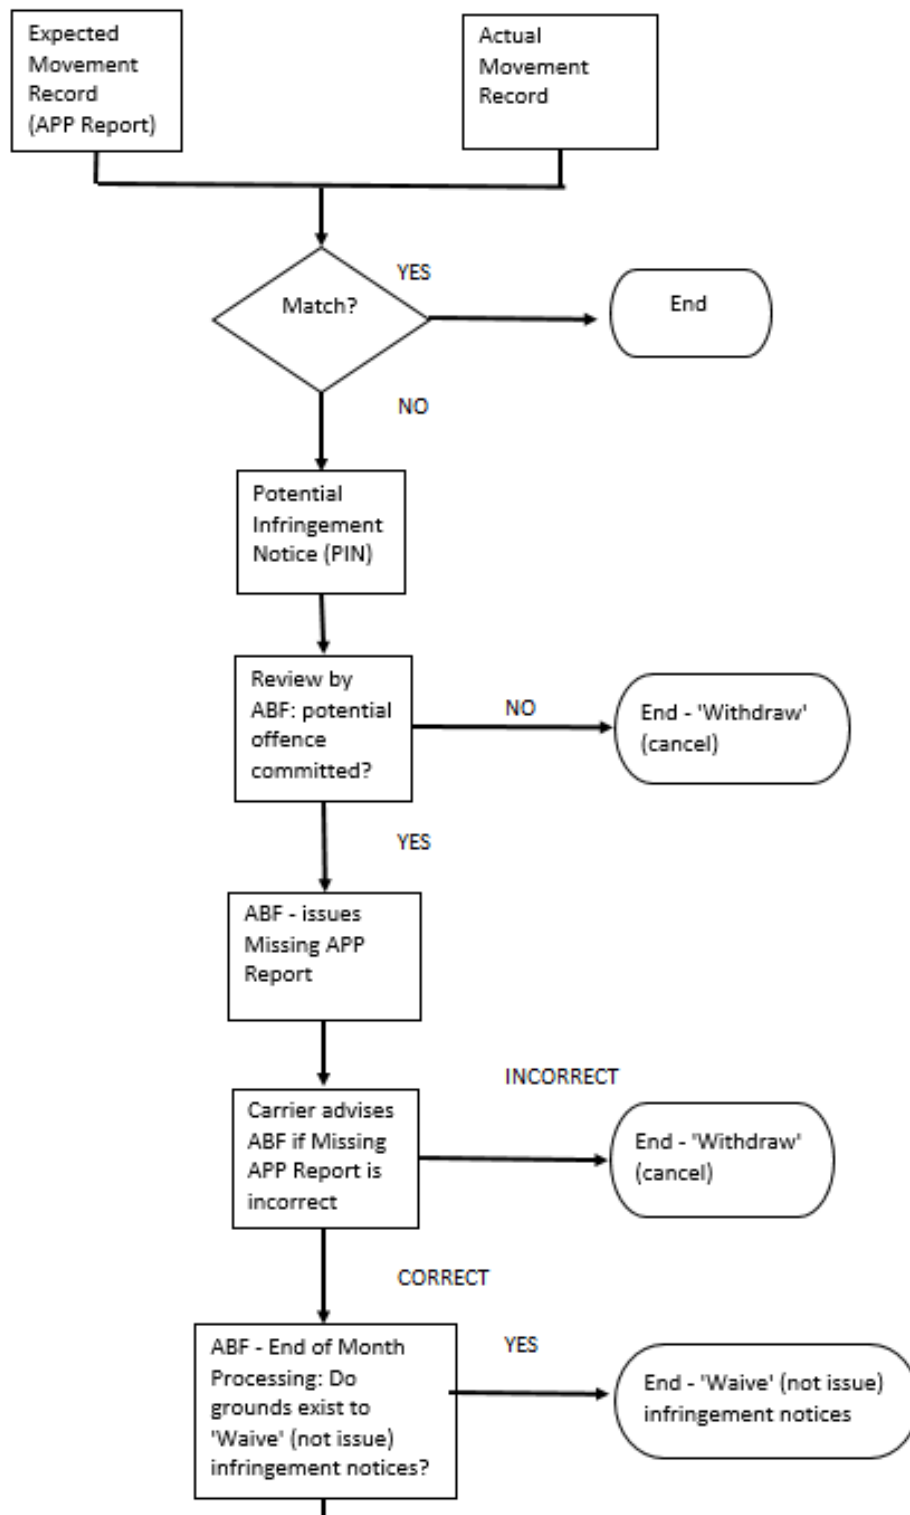 Expected
Movement
Record
(APP Report)
Actual
Movement
Record
Match?
YES
End
NO
Potential
Infringement
Notice (PIN)
Review by
ABF: potential
offence
committed?
NO
End - 'Withdraw'
(cancel)
YES
ABF - issues
Missing APP
Report
Carrier advises
ABF if Missing
APP Report is
incorrect
INCORRECT
End - 'Withdraw'
(cancel)
CORRECT
ABF - End of Month
Processing: Do
grounds exist to
'Waive' (not issue)
infringement notices?
YES
End - 'Waive' (not issue)
infringement notices